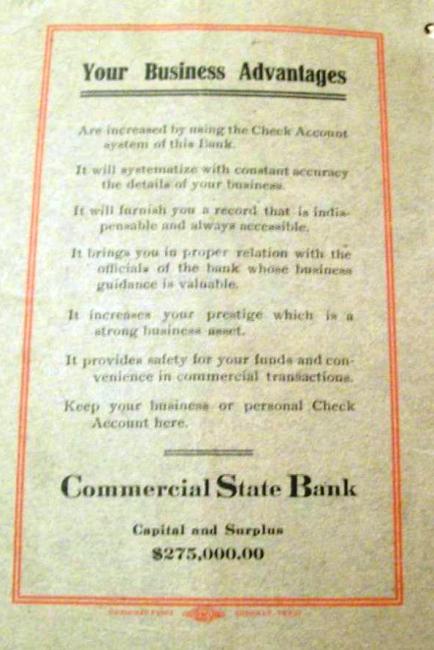 Your Business Advantages
Are increased by using the Check Account
system of this Bank.
It will systematize with constant accuracy
the details of your business.
It will furnish you a record that is indis-
pensable and always accessible.
It brings you in proper relation with the
officials of the bank whose business
guidance is valuable.
It increases your prestige which is a
strong business asset.
It provides safety for your funds and con-
venience in commercial transactions.
Keep your business or personal Check
Account here.
Commercial State Bank
Capital and Surplus
$275,000.00